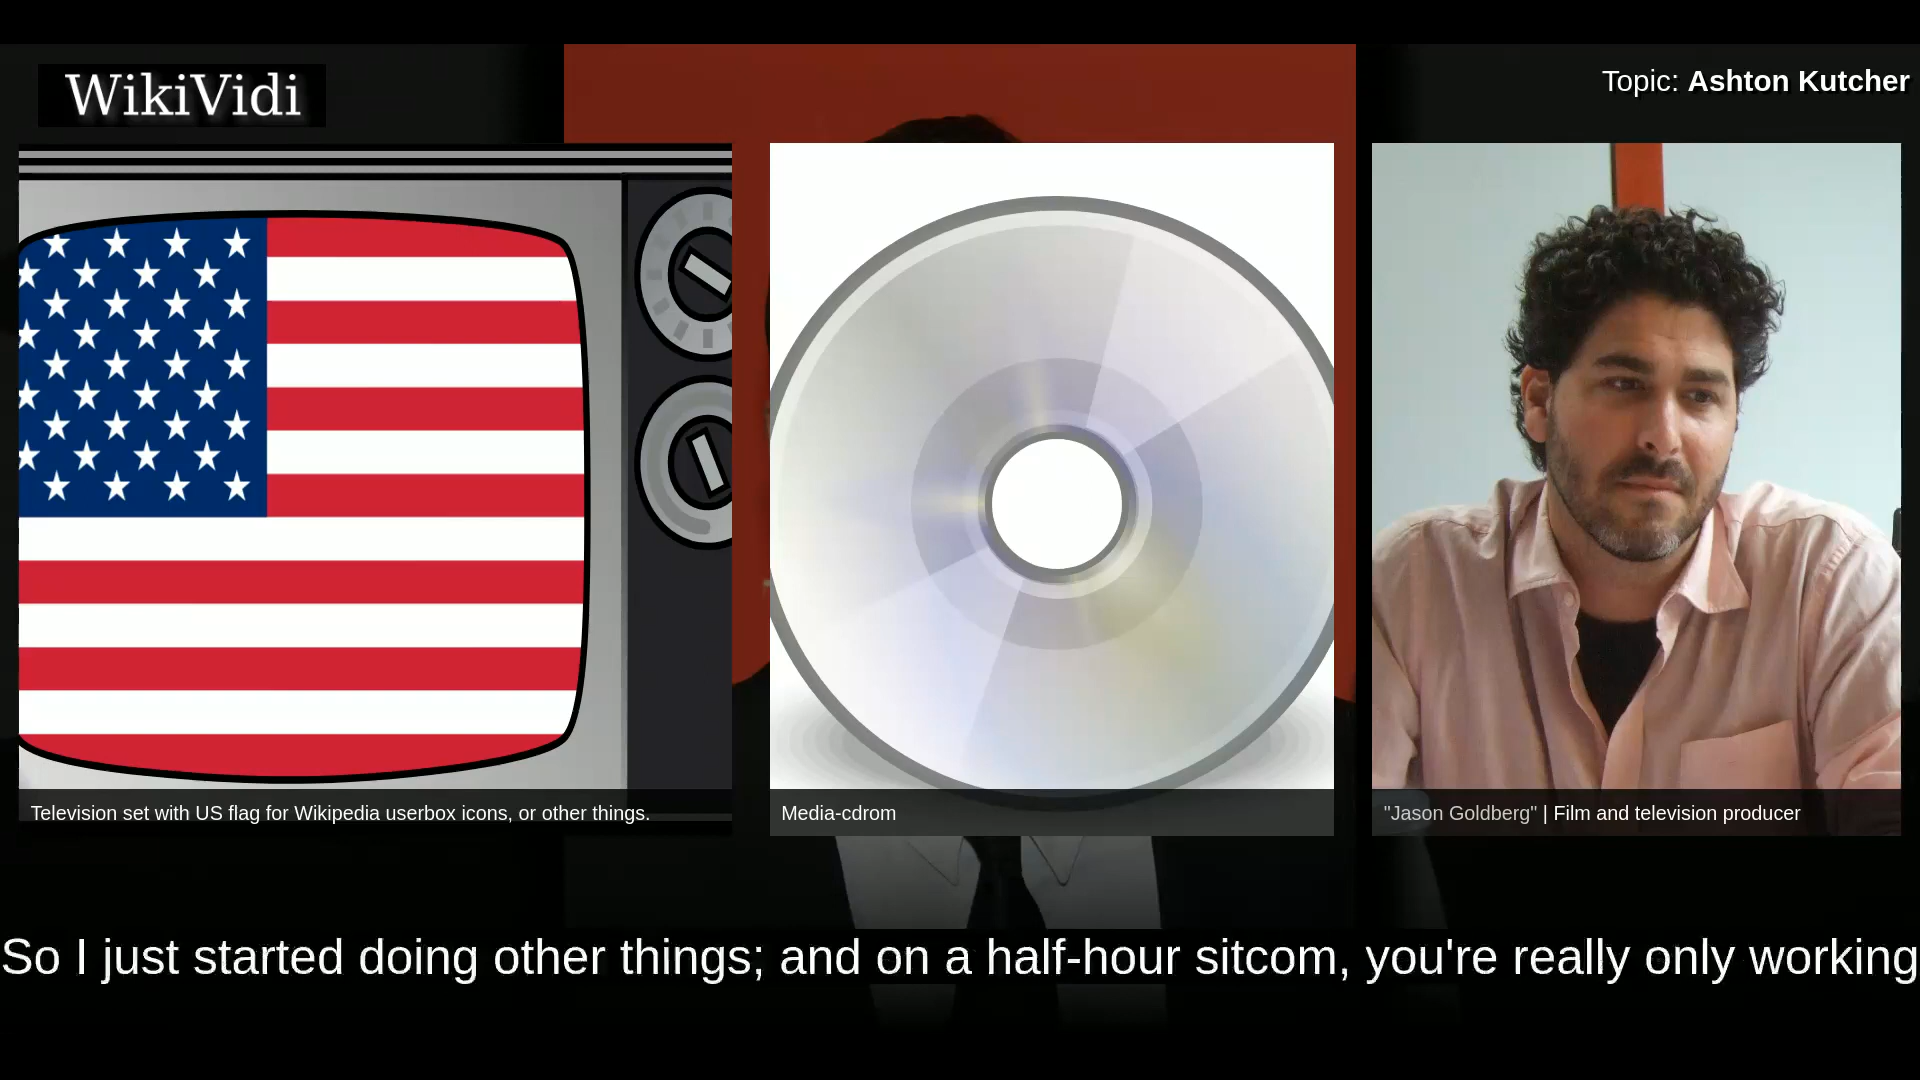 WikiVidi
Topic: Ashton Kutcher
Television set with US flag for Wikipedia userbox icons, or other things.
Media-cdrom
"Jason Goldberg" | Film and television producer
So I just started doing other things; and on a half-hour sitcom, you're really only working